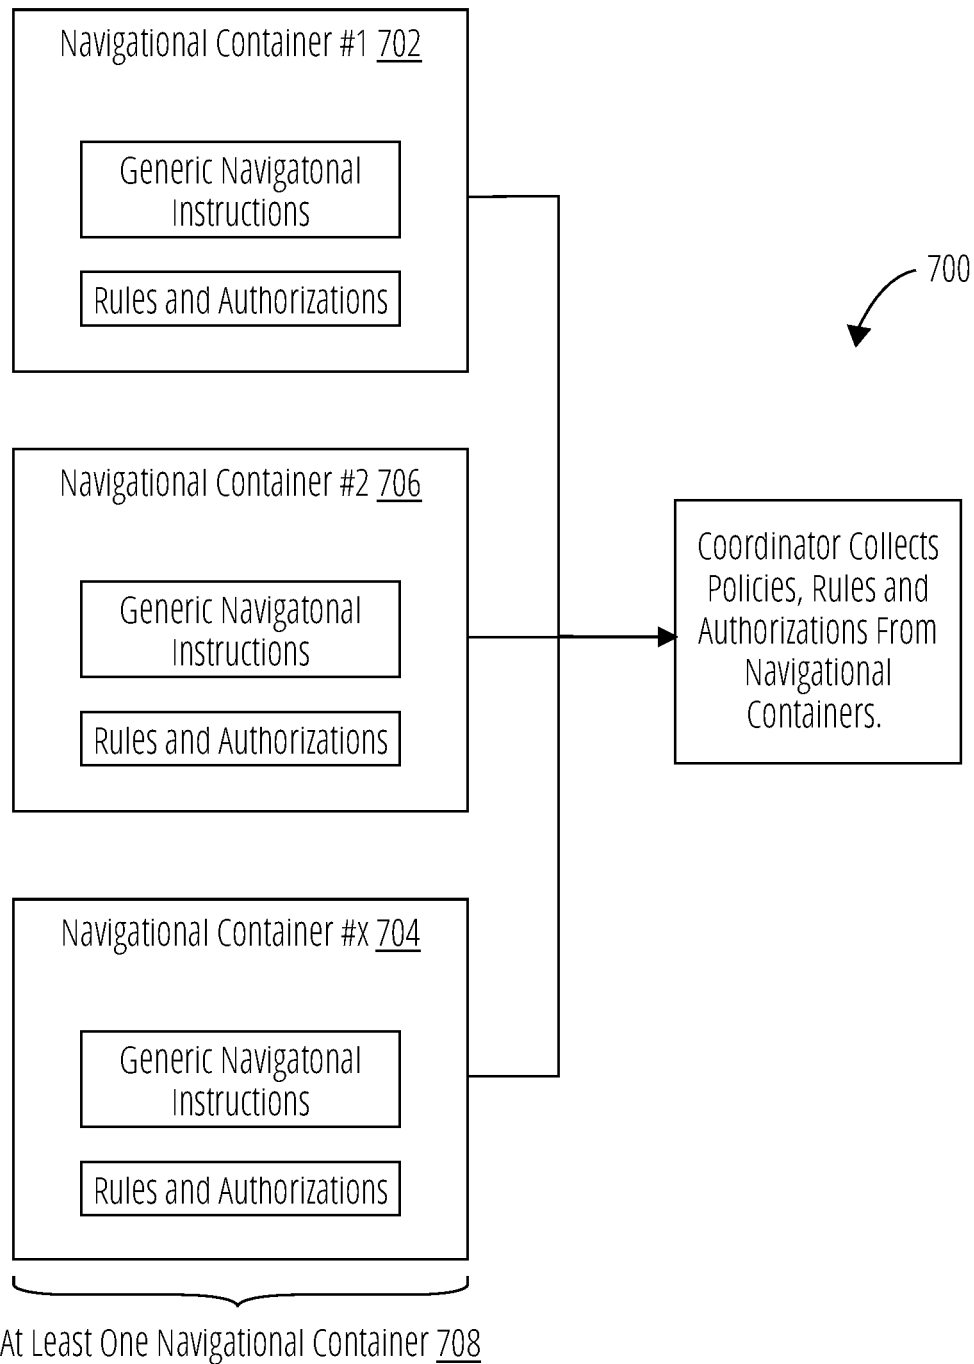 Navigational Container #1 702
Generic Navigatonal
Instructions
Rules and Authorizations
700
Navigational Container #2 706
Generic Navigatonal
Instructions
Rules and Authorizations
Coordinator Collects
Policies, Rules and
Authorizations From
Navigational
Containers.
Navigational Container #x 704
Generic Navigatonal
Instructions
Rules and Authorizations
At Least One Navigational Container 708